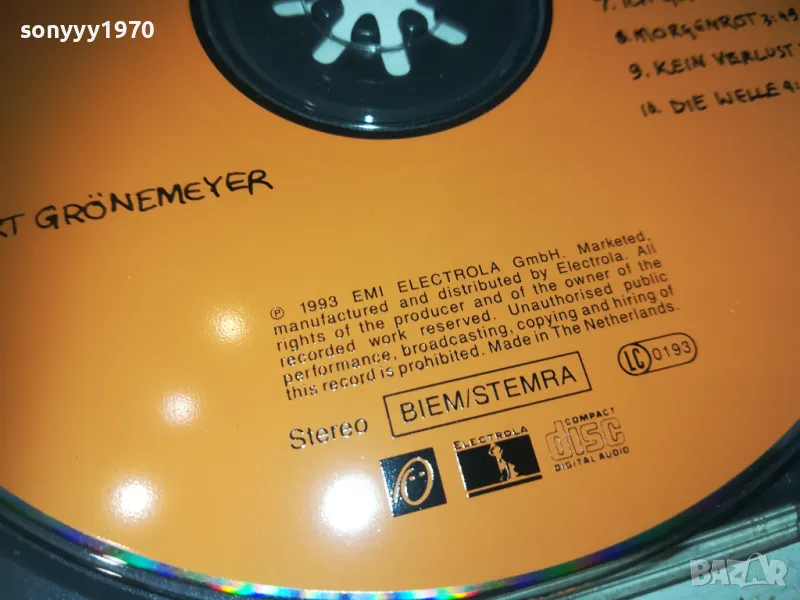 sonyyy1970
8. MORGENROT 3:49
9. KEIN VERLUST
10. DIE WELLE 4:
GRÖNEMEYER
℗ 1993 EMI ELECTROLA GmbH. Marketed,
manufactured and distributed by Electrola. All
rights of the producer and of the owner of the
recorded work reserved. Unauthorised public
performance, broadcasting, copying and hiring of
this record is prohibited. Made in The Netherlands.
LC 0193
BIEM/STEMRA
Stereo
ELECTROLA
COMPACT
disc
DIGITAL AUDIO
BAZAR